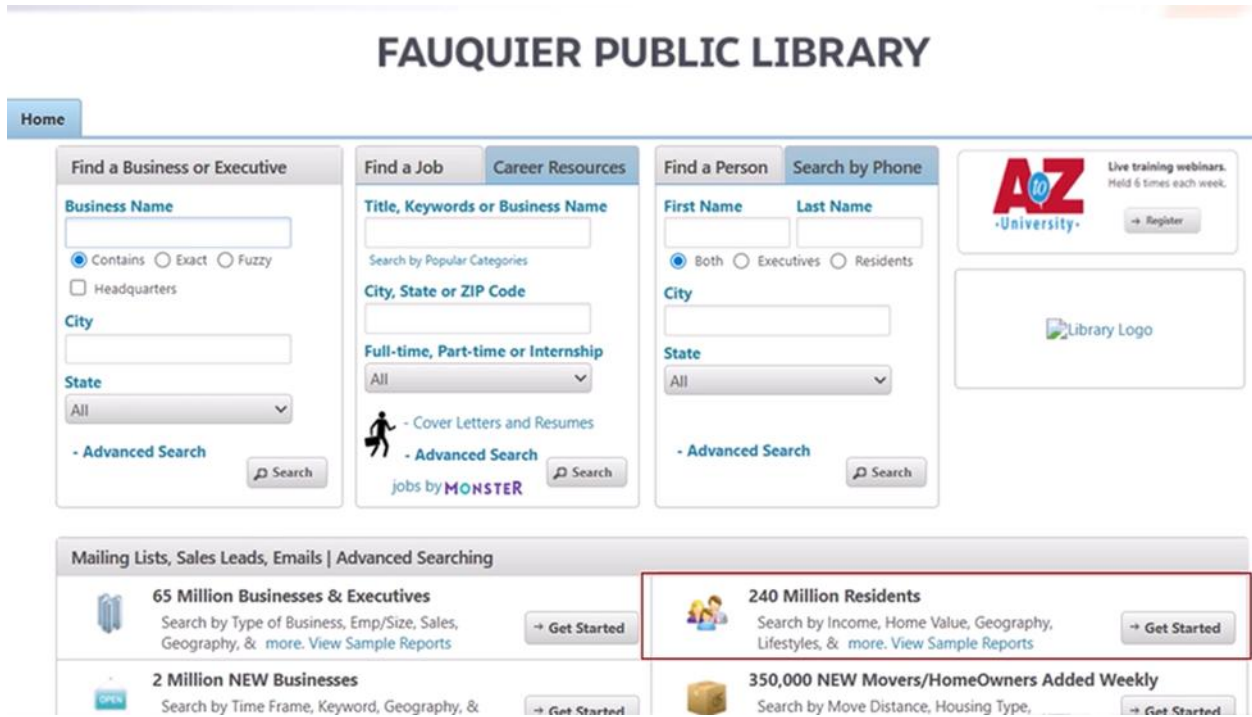 FAUQUIER PUBLIC LIBRARY
Home
Find a Business or Executive
Business Name
Contains Exact Fuzzy
Headquarters
City
State
All
- Advanced Search
Search
Find a Job Career Resources
Title, Keywords or Business Name
Search by Popular Categories
City, State or ZIP Code
Full-time, Part-time or Internship
All
- Cover Letters and Resumes
- Advanced Search
Search
jobs by MONSTER
Find a Person Search by Phone
First Name Last Name
Both Executives Residents
City
State
All
- Advanced Search
Search
A to Z
·University·
Live training webinars.
Held 6 times each week.
→ Register
Library Logo
Mailing Lists, Sales Leads, Emails | Advanced Searching
65 Million Businesses & Executives
Search by Type of Business, Emp/Size, Sales,
Geography, & more. View Sample Reports
→ Get Started
240 Million Residents
Search by Income, Home Value, Geography,
Lifestyles, & more. View Sample Reports
→ Get Started
OPEN
2 Million NEW Businesses
Search by Time Frame, Keyword, Geography, &
→ Get Started
350,000 NEW Movers/HomeOwners Added Weekly
Search by Move Distance, Housing Type,
→ Get Started